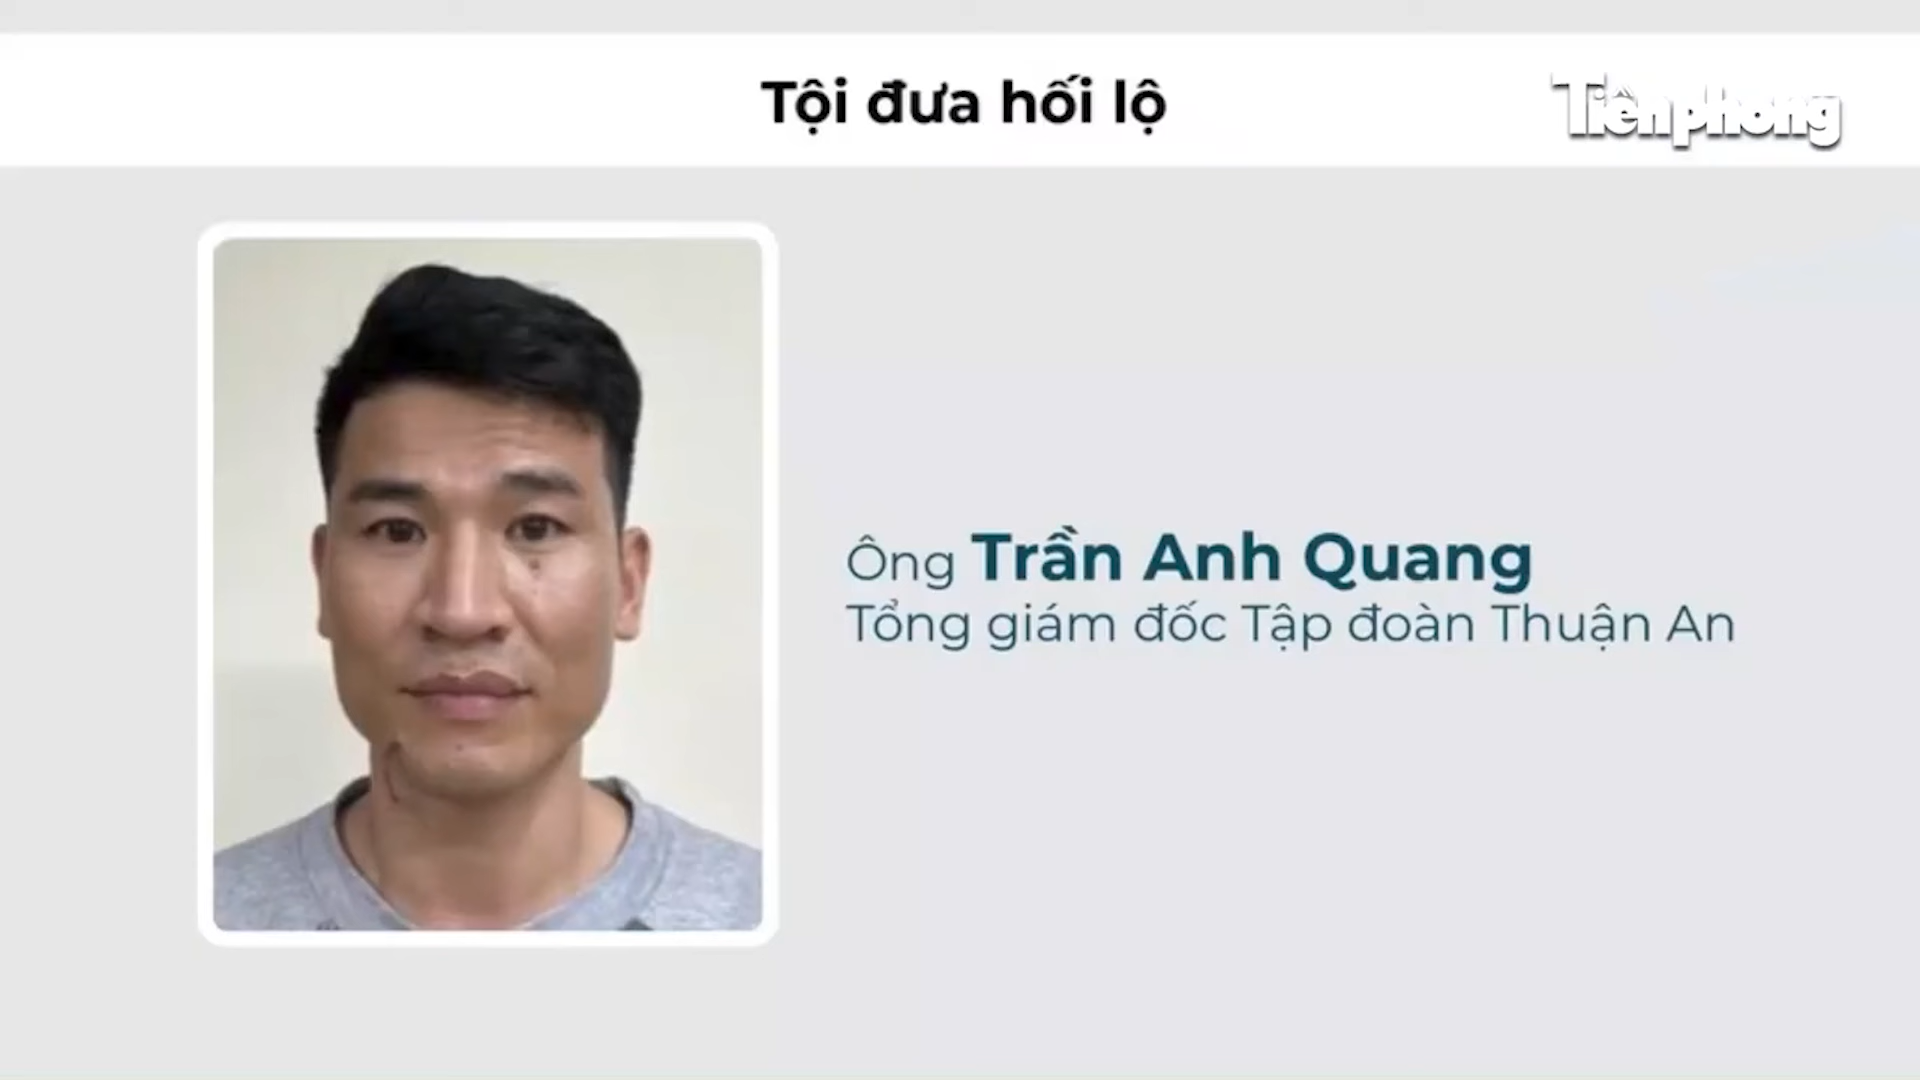 Tội đưa hối lộ
Tiền phong
Ông Trần Anh Quang
Tổng giám đốc Tập đoàn Thuận An